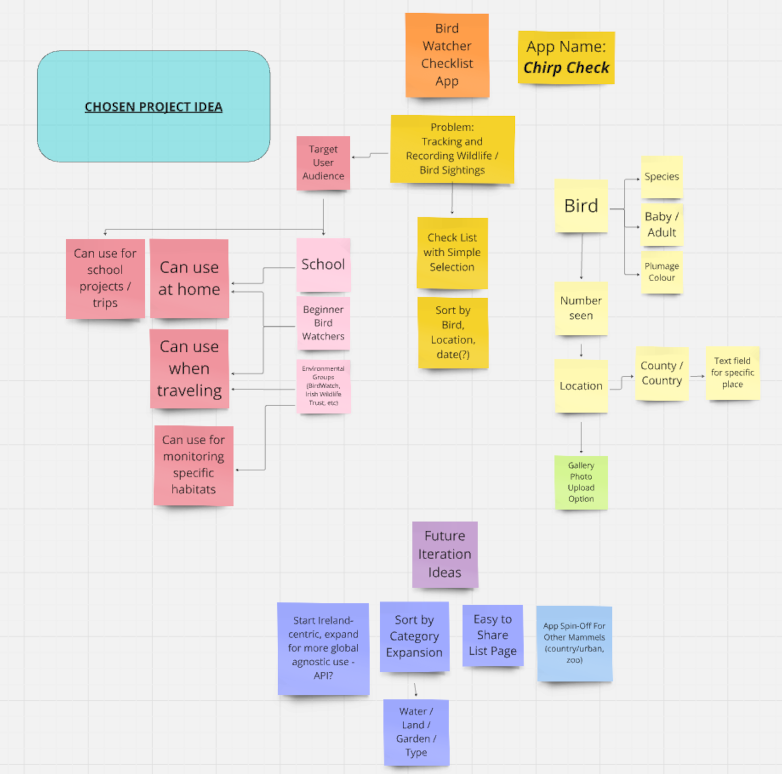 Bird
Watcher
Checklist
App
App Name:
Chirp Check
CHOSEN PROJECT IDEA
Problem:
Tracking and
Recording Wildlife /
Bird Sightings
Target
User
Audience
Species
Bird
Baby /
Adult
Plumage
Colour
Can use for
school
projects /
trips
Can use
at home
School
Check List
with Simple
Selection
Number
seen
Beginner
Bird
Watchers
Sort by
Bird,
Location,
date(?)
Can use
when
traveling
Environmental
Groups
(BirdWatch,
Irish Wildlife
Trust, etc)
Location
County /
Country
Text field
for specific
place
Can use for
monitoring
specific
habitats
Gallery
Photo
Upload
Option
Future
Iteration
Ideas
Start Ireland-
centric, expand
for more global
agnostic use -
API?
Sort by
Category
Expansion
Easy to
Share
List Page
App Spin-Off For
Other Mammels
(country/urban,
zoo)
Water /
Land /
Garden /
Type